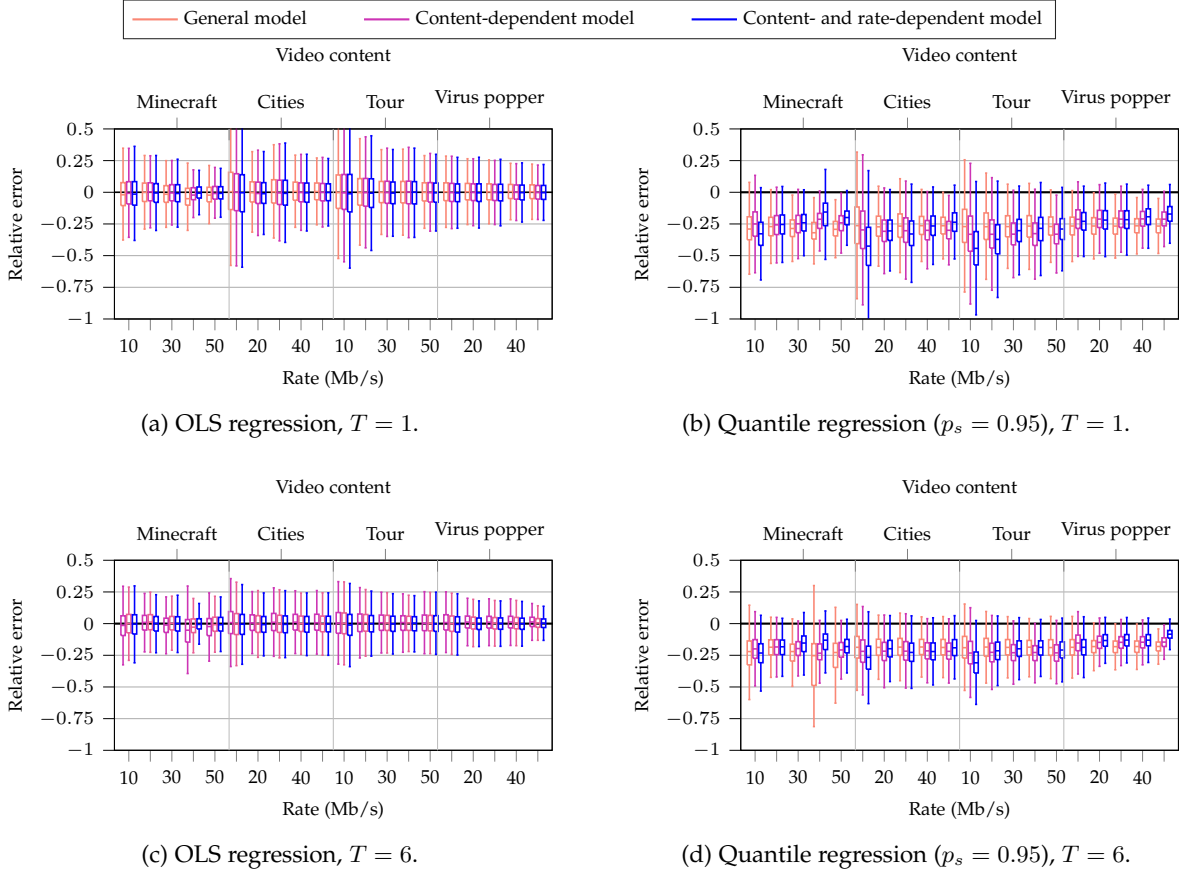 General model Content-dependent model Content- and rate-dependent model
Video content
Minecraft Cities Tour Virus popper
0.5
0.25
0
−0.25
−0.5
−0.75
−1
Relative error
10 30 50 20 40 10 30 50 20 40
Rate (Mb/s)
(a) OLS regression, T = 1.
Video content
Minecraft Cities Tour Virus popper
0.5
0.25
0
−0.25
−0.5
−0.75
−1
Relative error
10 30 50 20 40 10 30 50 20 40
Rate (Mb/s)
(b) Quantile regression (pₛ = 0.95), T = 1.
Video content
Minecraft Cities Tour Virus popper
0.5
0.25
0
−0.25
−0.5
−0.75
−1
Relative error
10 30 50 20 40 10 30 50 20 40
Rate (Mb/s)
(c) OLS regression, T = 6.
Video content
Minecraft Cities Tour Virus popper
0.5
0.25
0
−0.25
−0.5
−0.75
−1
Relative error
10 30 50 20 40 10 30 50 20 40
Rate (Mb/s)
(d) Quantile regression (pₛ = 0.95), T = 6.